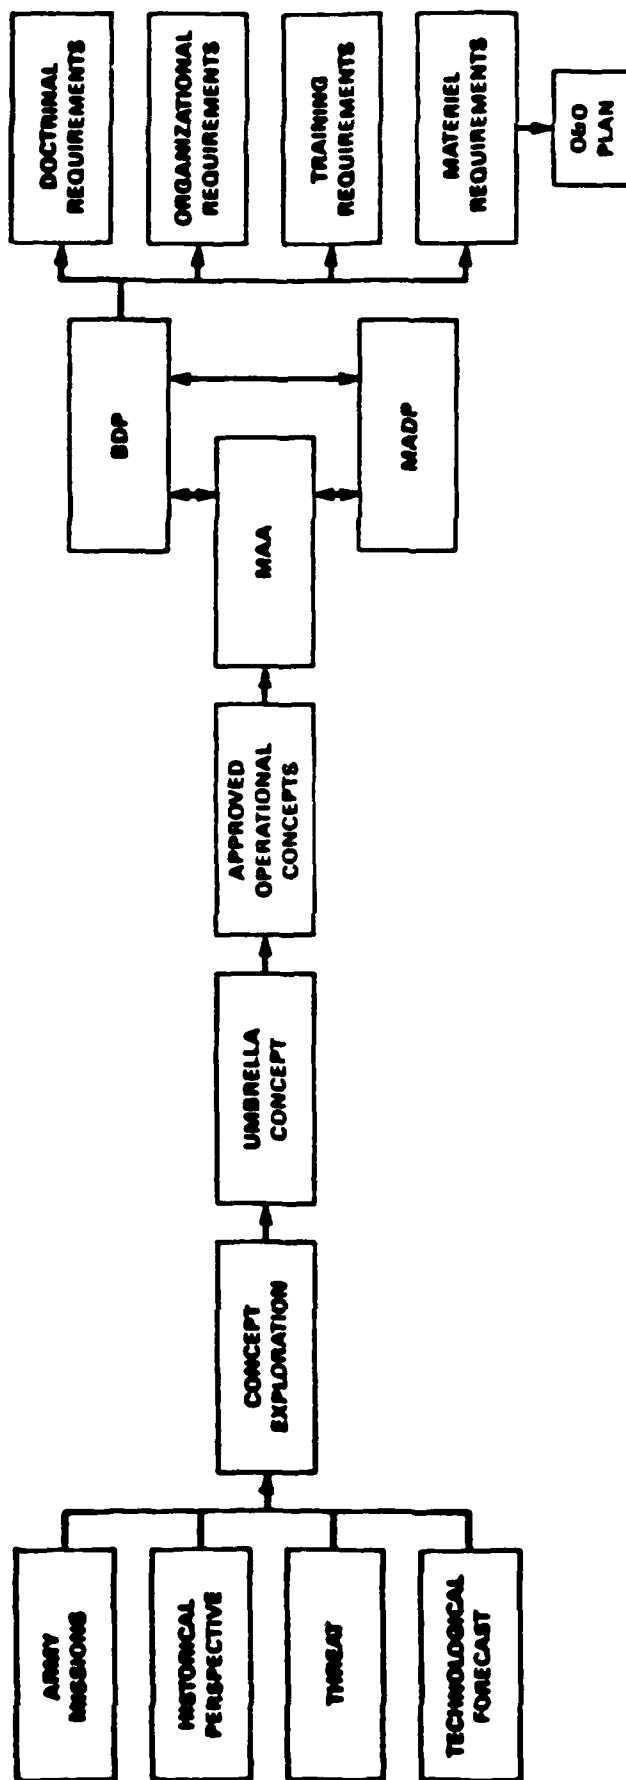 ARMY
MISSIONS
HISTORICAL
PERSPECTIVE
THREAT
TECHNOLOGICAL
FORECAST
CONCEPT
EXPLORATION
UMBRELLA
CONCEPT
APPROVED
OPERATIONAL
CONCEPTS
MAA
BDP
MADP
DOCTRINAL
REQUIREMENTS
ORGANIZATIONAL
REQUIREMENTS
TRAINING
REQUIREMENTS
MATERIEL
REQUIREMENTS
O&O
PLAN